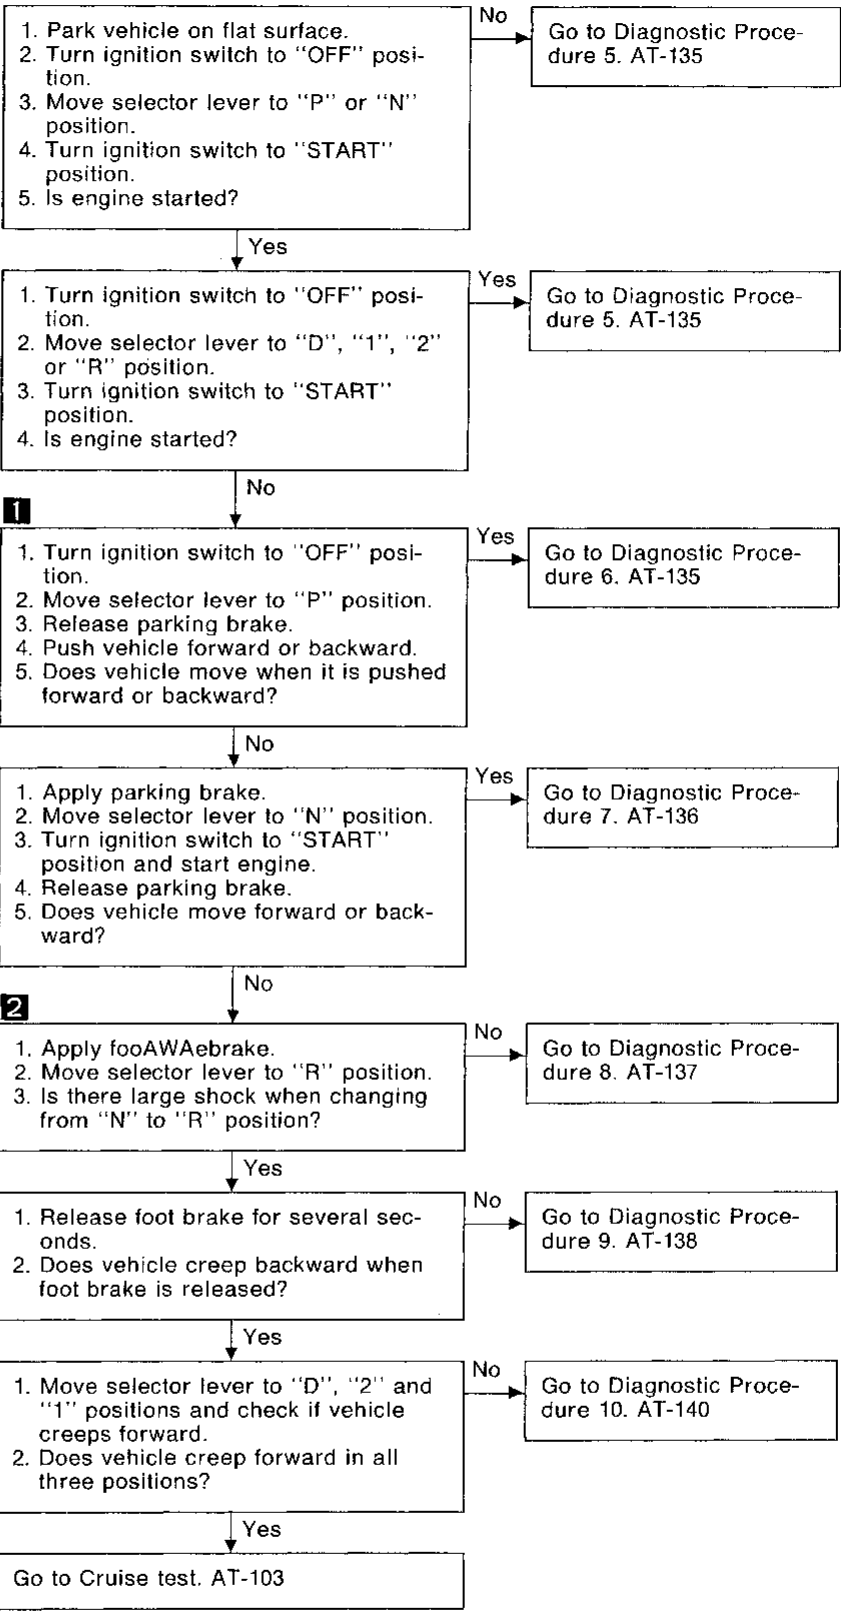 1. Park vehicle on flat surface.
2. Turn ignition switch to "OFF" posi-
tion.
3. Move selector lever to "P" or "N"
position.
4. Turn ignition switch to "START"
position.
5. Is engine started?
No
Go to Diagnostic Proce-
dure 5. AT-135
Yes
1. Turn ignition switch to "OFF" posi-
tion.
2. Move selector lever to "D", "1", "2"
or "R" position.
3. Turn ignition switch to "START"
position.
4. Is engine started?
Yes
Go to Diagnostic Proce-
dure 5. AT-135
No
1
1. Turn ignition switch to "OFF" posi-
tion.
2. Move selector lever to "P" position.
3. Release parking brake.
4. Push vehicle forward or backward.
5. Does vehicle move when it is pushed
forward or backward?
Yes
Go to Diagnostic Proce-
dure 6. AT-135
No
1. Apply parking brake.
2. Move selector lever to "N" position.
3. Turn ignition switch to "START"
position and start engine.
4. Release parking brake.
5. Does vehicle move forward or back-
ward?
Yes
Go to Diagnostic Proce-
dure 7. AT-136
No
2
1. Apply fooAWAebrake.
2. Move selector lever to "R" position.
3. Is there large shock when changing
from "N" to "R" position?
No
Go to Diagnostic Proce-
dure 8. AT-137
Yes
1. Release foot brake for several sec-
onds.
2. Does vehicle creep backward when
foot brake is released?
No
Go to Diagnostic Proce-
dure 9. AT-138
Yes
1. Move selector lever to "D", "2" and
"1" positions and check if vehicle
creeps forward.
2. Does vehicle creep forward in all
three positions?
No
Go to Diagnostic Proce-
dure 10. AT-140
Yes
Go to Cruise test. AT-103